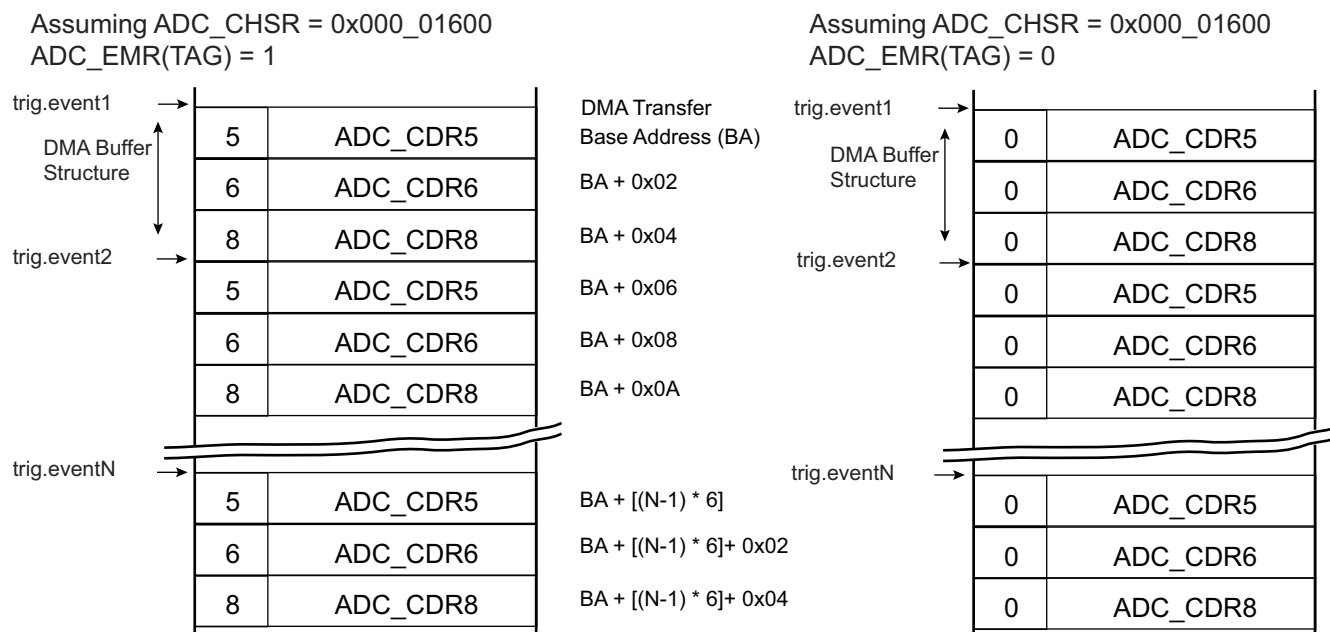 Assuming ADC_CHSR = 0x000_01600
ADC_EMR(TAG) = 1
trig.event1
DMA Buffer
Structure
5 ADC_CDR5
6 ADC_CDR6
8 ADC_CDR8
trig.event2
5 ADC_CDR5
6 ADC_CDR6
8 ADC_CDR8
trig.eventN
5 ADC_CDR5
6 ADC_CDR6
8 ADC_CDR8
DMA Transfer
Base Address (BA)
BA + 0x02
BA + 0x04
BA + 0x06
BA + 0x08
BA + 0x0A
BA + [(N-1) * 6]
BA + [(N-1) * 6]+ 0x02
BA + [(N-1) * 6]+ 0x04
Assuming ADC_CHSR = 0x000_01600
ADC_EMR(TAG) = 0
trig.event1
DMA Buffer
Structure
0 ADC_CDR5
0 ADC_CDR6
0 ADC_CDR8
trig.event2
0 ADC_CDR5
0 ADC_CDR6
0 ADC_CDR8
trig.eventN
0 ADC_CDR5
0 ADC_CDR6
0 ADC_CDR8